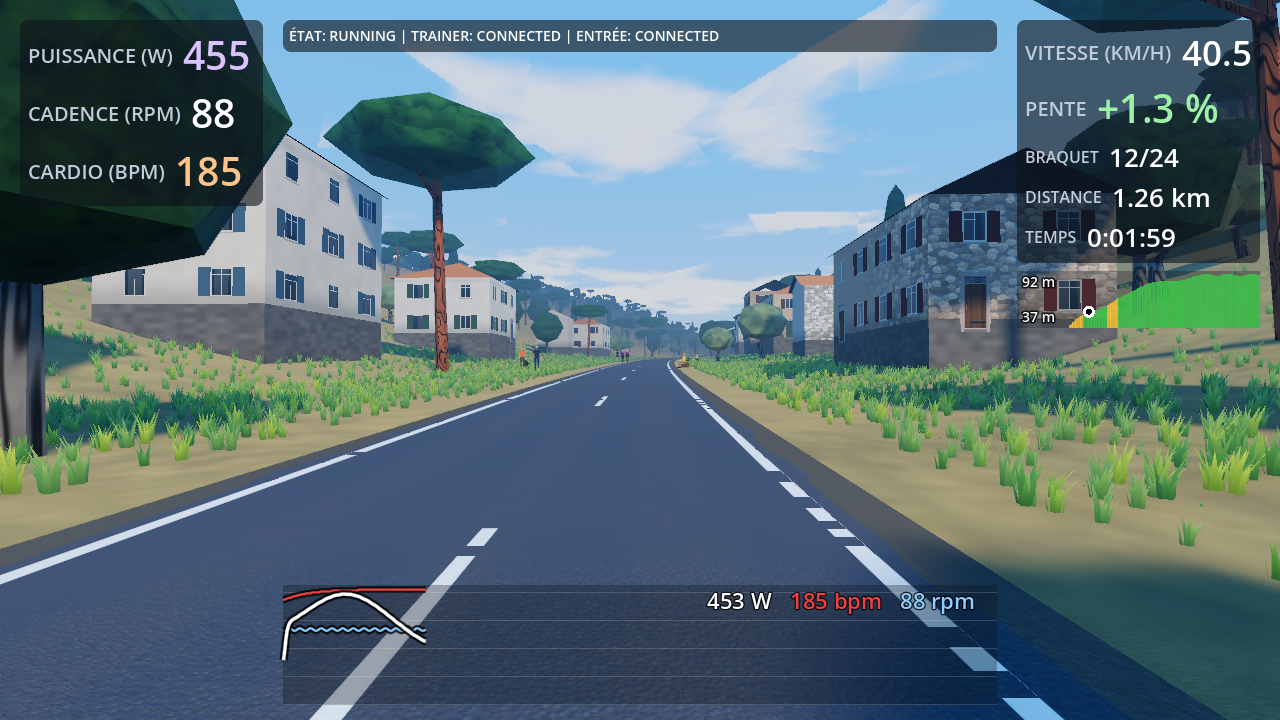 PUISSANCE (W) 455
CADENCE (RPM) 88
CARDIO (BPM) 185
ÉTAT: RUNNING | TRAINER: CONNECTED | ENTRÉE: CONNECTED
VITESSE (KM/H) 40.5
PENTE +1.3 %
BRAQUET 12/24
DISTANCE 1.26 km
TEMPS 0:01:59
92 m
37 m
453 W 185 bpm 88 rpm